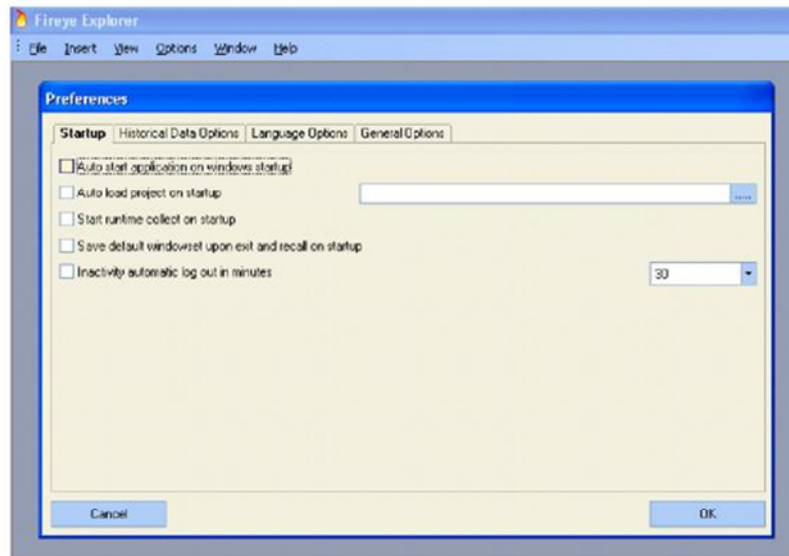 Fireye Explorer
File Insert View Options Window Help
Preferences
Startup Historical Data Options Language Options General Options
Auto start application on windows startup
Auto load project on startup .....
Start runtime collect on startup
Save default windowset upon exit and recall on startup
Inactivity automatic log out in minutes 30
Cancel OK